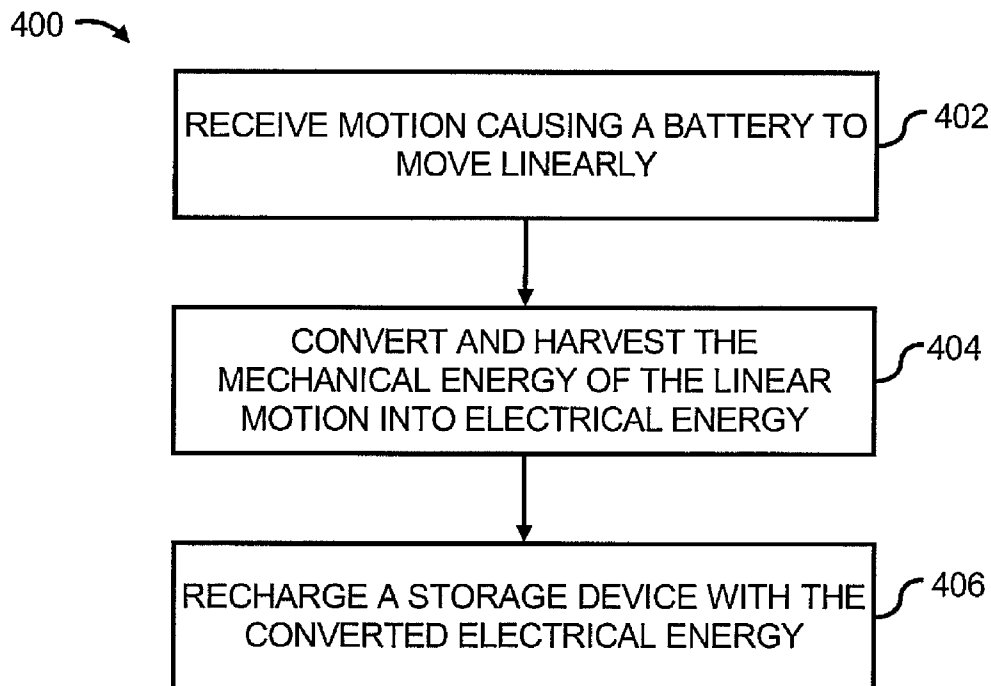 400
RECEIVE MOTION CAUSING A BATTERY TO
MOVE LINEARLY
402
CONVERT AND HARVEST THE
MECHANICAL ENERGY OF THE LINEAR
MOTION INTO ELECTRICAL ENERGY
404
RECHARGE A STORAGE DEVICE WITH THE
CONVERTED ELECTRICAL ENERGY
406